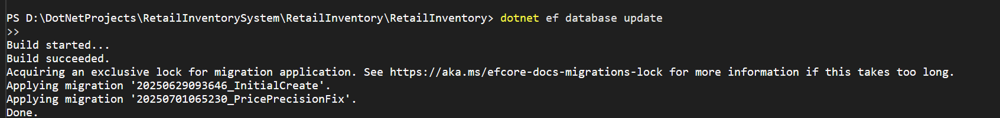 PS D:\DotNetProjects\RetailInventorySystem\RetailInventory\RetailInventory> dotnet ef database update
>>
Build started...
Build succeeded.
Acquiring an exclusive lock for migration application. See https://aka.ms/efcore-docs-migrations-lock for more information if this takes too long.
Applying migration '20250629093646_InitialCreate'.
Applying migration '20250701065230_PricePrecisionFix'.
Done.